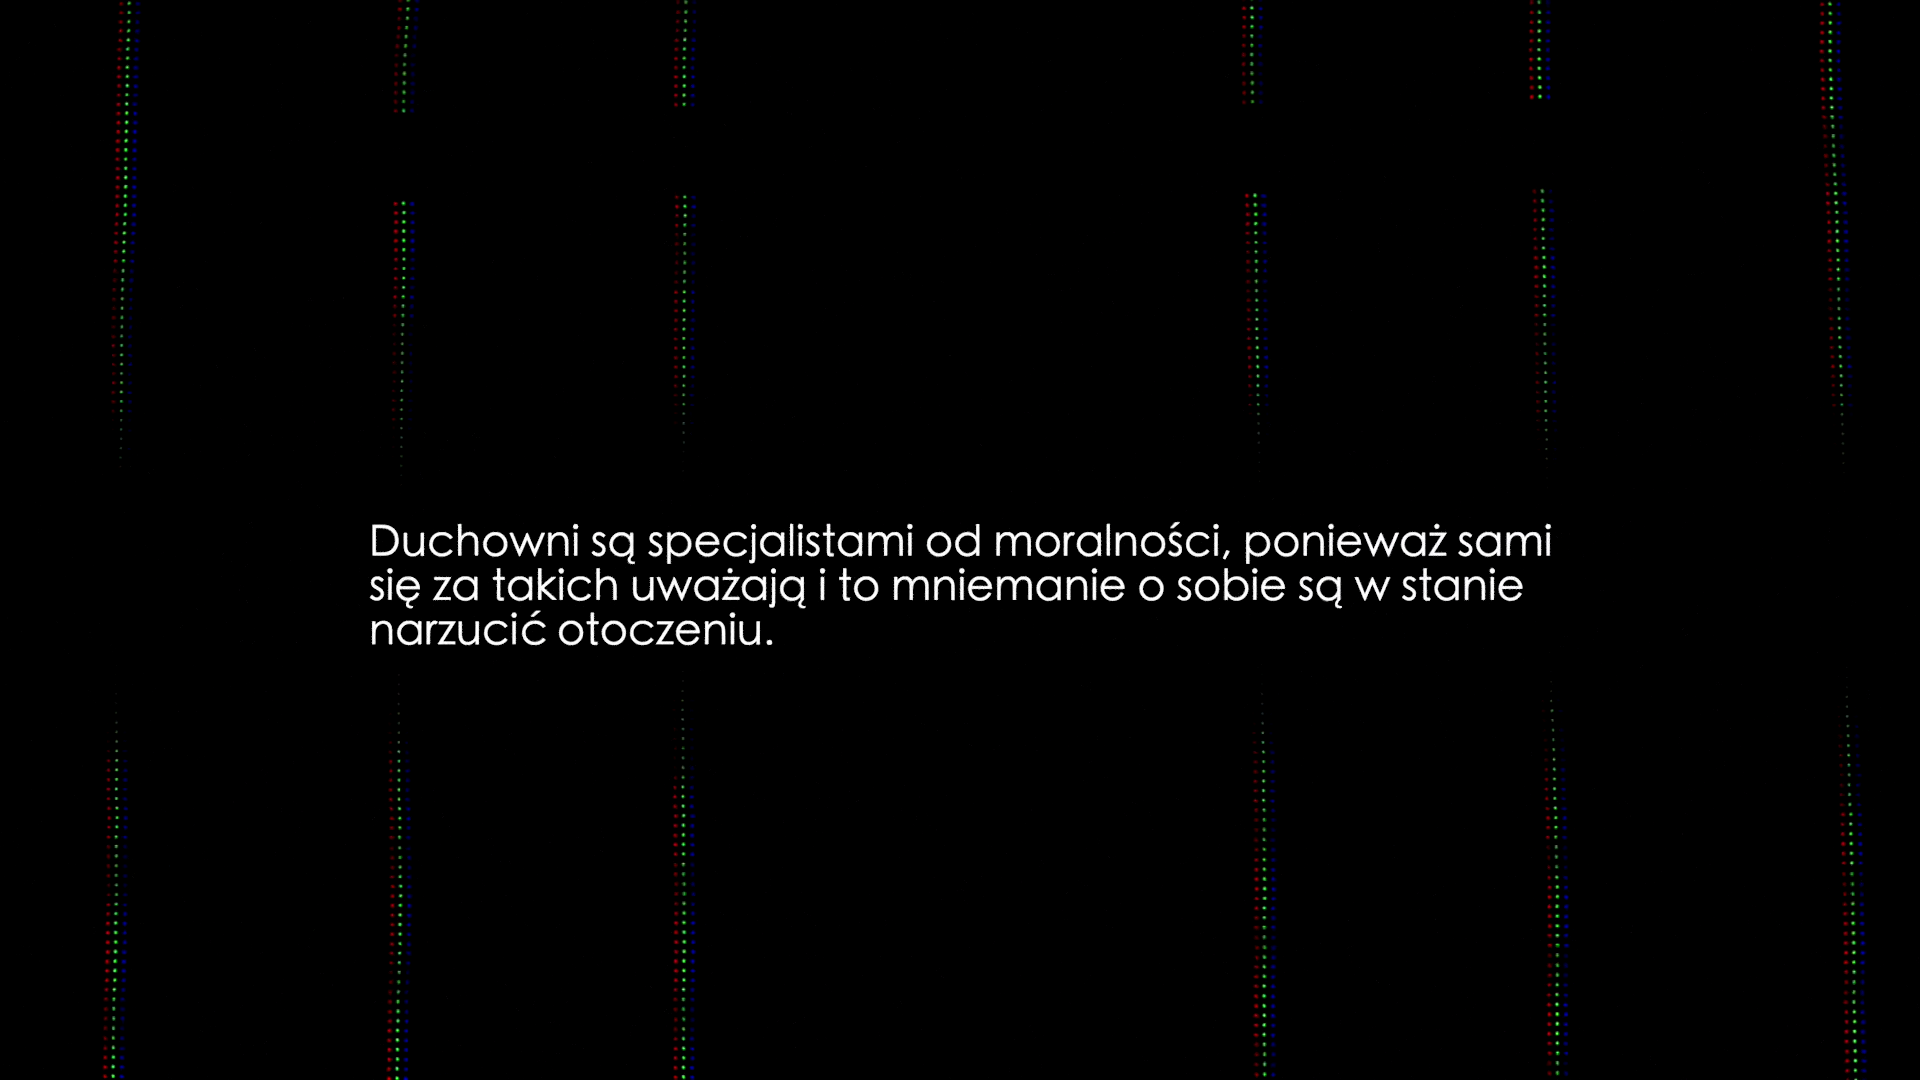 Duchowni są specjalistami od moralności, ponieważ sami
się za takich uważają i to mniemanie o sobie są w stanie
narzucić otoczeniu.